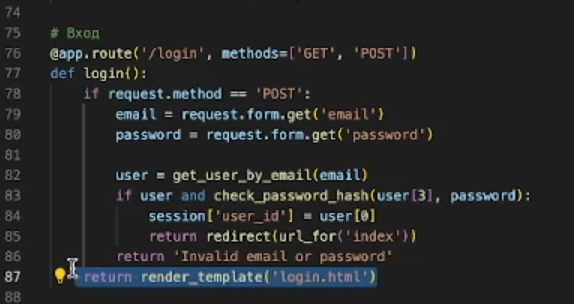 74
75 # Вход
76 @app.route('/login', methods=['GET', 'POST'])
77 def login():
78     if request.method == 'POST':
79         email = request.form.get('email')
80         password = request.form.get('password')
81
82         user = get_user_by_email(email)
83         if user and check_password_hash(user[3], password):
84             session['user_id'] = user[0]
85             return redirect(url_for('index'))
86         return 'Invalid email or password'
87     return render_template('login.html')
88